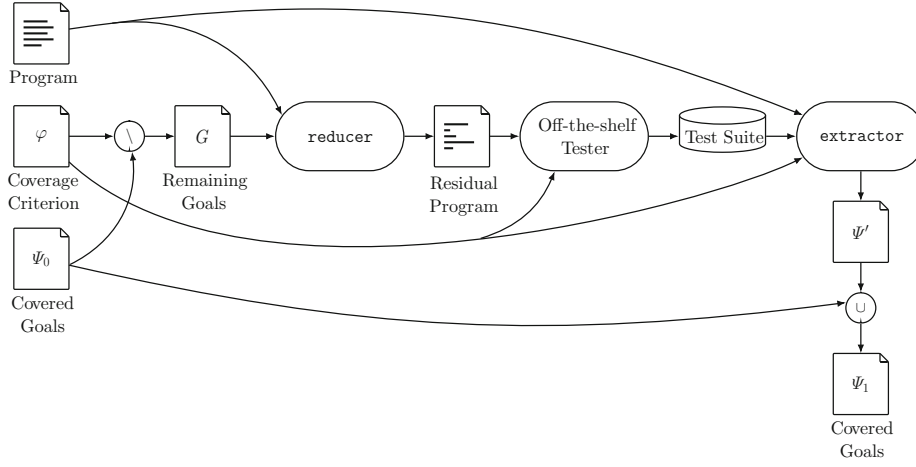 Program
φ
\
G
reducer
Off-the-shelf
Tester
Test Suite
extractor
Coverage
Criterion
Remaining
Goals
Residual
Program
Ψ₀
Ψ′
Covered
Goals
∪
Ψ₁
Covered
Goals